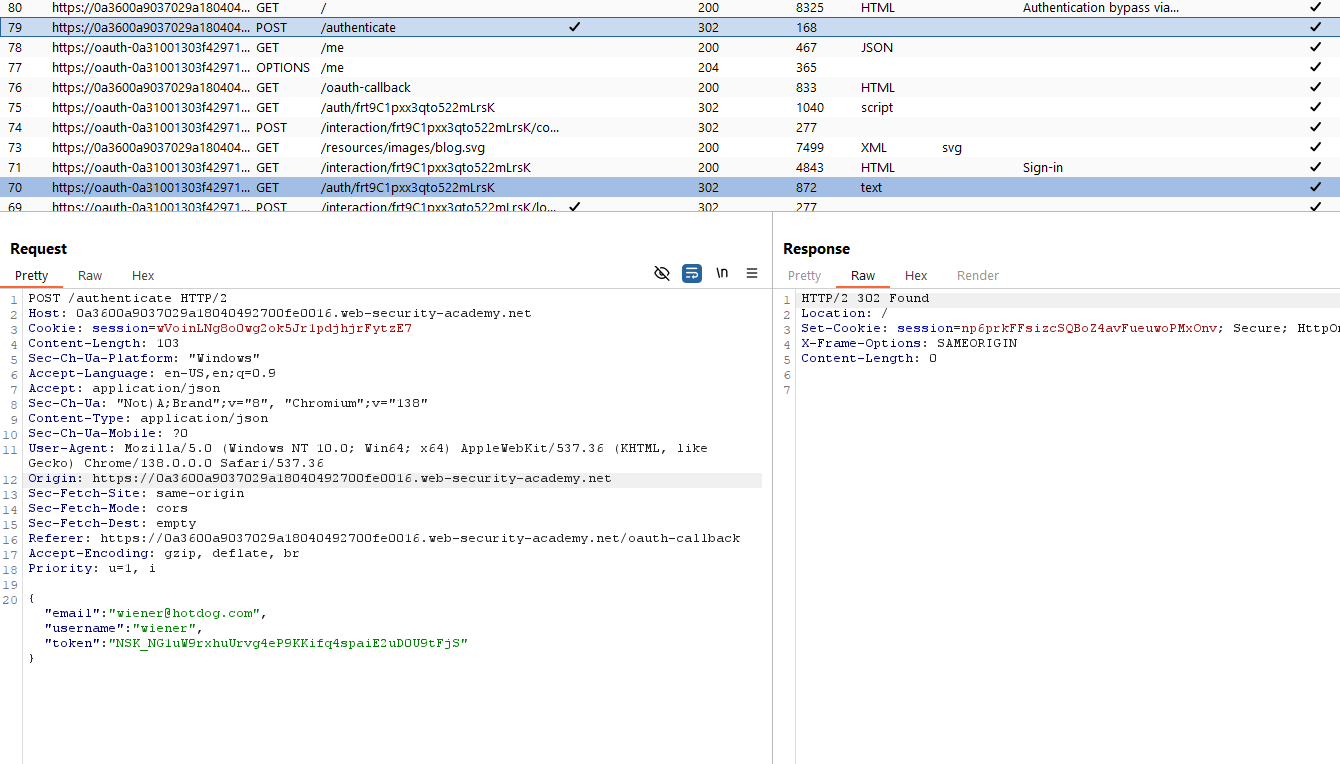 80 https://0a3600a9037029a180404... GET / 200 8325 HTML Authentication bypass via...
79 https://0a3600a9037029a180404... POST /authenticate ✓ 302 168
78 https://oauth-0a31001303f42971... GET /me 200 467 JSON
77 https://oauth-0a31001303f42971... OPTIONS /me 204 365
76 https://0a3600a9037029a180404... GET /oauth-callback 200 833 HTML
75 https://oauth-0a31001303f42971... GET /auth/frt9C1pxx3qto522mLrsK 302 1040 script
74 https://oauth-0a31001303f42971... POST /interaction/frt9C1pxx3qto522mLrsK/co... 302 277
73 https://0a3600a9037029a180404... GET /resources/images/blog.svg 200 7499 XML svg
71 https://oauth-0a31001303f42971... GET /interaction/frt9C1pxx3qto522mLrsK 200 4843 HTML Sign-in
70 https://oauth-0a31001303f42971... GET /auth/frt9C1pxx3qto522mLrsK 302 872 text
69 https://oauth-0a31001303f42971... POST /interaction/frt9C1pxx3qto522mLrsK/lo... ✓ 302 277
Request
Pretty Raw Hex
\n
1 POST /authenticate HTTP/2
2 Host: 0a3600a9037029a18040492700fe0016.web-security-academy.net
3 Cookie: session=wVoinLNg8o0wg2ok5Jr1pdjhjrFytzE7
4 Content-Length: 103
5 Sec-Ch-Ua-Platform: "Windows"
6 Accept-Language: en-US,en;q=0.9
7 Accept: application/json
8 Sec-Ch-Ua: "Not)A;Brand";v="8", "Chromium";v="138"
9 Content-Type: application/json
10 Sec-Ch-Ua-Mobile: ?0
11 User-Agent: Mozilla/5.0 (Windows NT 10.0; Win64; x64) AppleWebKit/537.36 (KHTML, like
Gecko) Chrome/138.0.0.0 Safari/537.36
12 Origin: https://0a3600a9037029a18040492700fe0016.web-security-academy.net
13 Sec-Fetch-Site: same-origin
14 Sec-Fetch-Mode: cors
15 Sec-Fetch-Dest: empty
16 Referer: https://0a3600a9037029a18040492700fe0016.web-security-academy.net/oauth-callback
17 Accept-Encoding: gzip, deflate, br
18 Priority: u=1, i
19
20 {
"email":"wiener@hotdog.com",
"username":"wiener",
"token":"NSK_NG1uW9rxhuUrvg4eP9KKifq4spaiE2uD0U9tFjS"
}
Response
Pretty Raw Hex Render
1 HTTP/2 302 Found
2 Location: /
3 Set-Cookie: session=np6prkFFsizcSQBoZ4avFueuwoPMxOnv; Secure; HttpOn
4 X-Frame-Options: SAMEORIGIN
5 Content-Length: 0
6
7